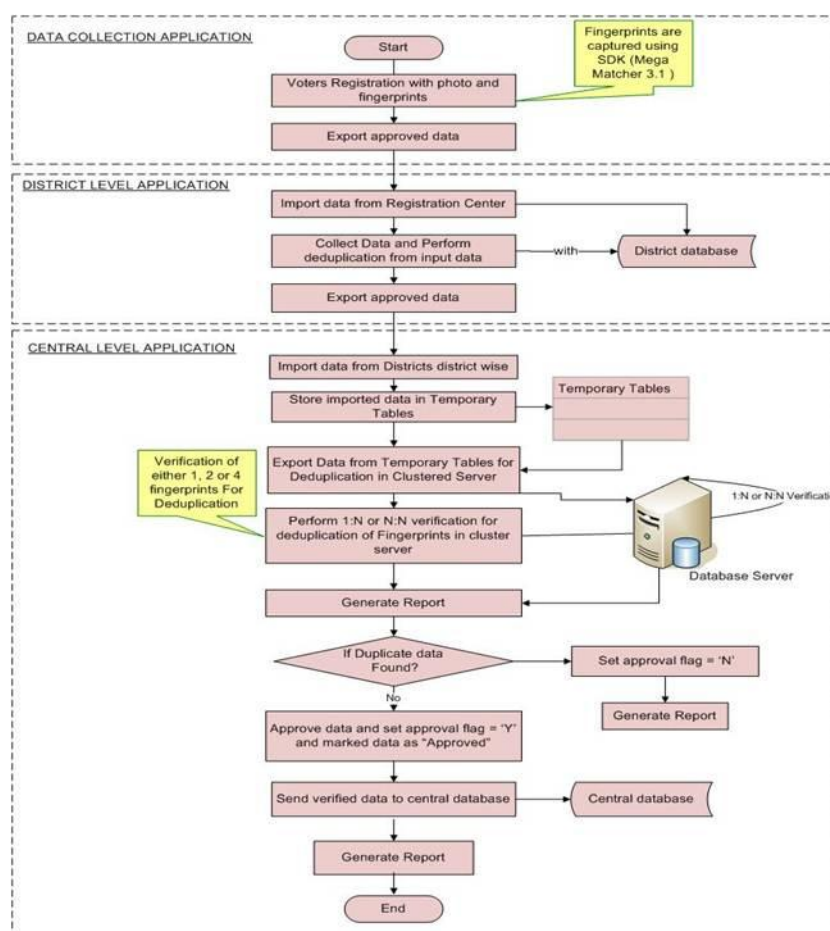 DATA COLLECTION APPLICATION
Start
Fingerprints are
captured using
SDK (Mega
Matcher 3.1 )
Voters Registration with photo and
fingerprints
Export approved data
DISTRICT LEVEL APPLICATION
Import data from Registration Center
Collect Data and Perform
deduplication from input data
with
District database
Export approved data
CENTRAL LEVEL APPLICATION
Import data from Districts district wise
Store imported data in Temporary
Tables
Temporary Tables
Verification of
either 1, 2 or 4
fingerprints For
Deduplication
Export Data from Temporary Tables for
Deduplication in Clustered Server
1:N or N:N Verificati
Perform 1:N or N:N verification for
deduplication of Fingerprints in cluster
server
Database Server
Generate Report
If Duplicate data
Found?
Set approval flag = ‘N’
No
Generate Report
Approve data and set approval flag = ‘Y’
and marked data as “Approved”
Send verified data to central database
Central database
Generate Report
End